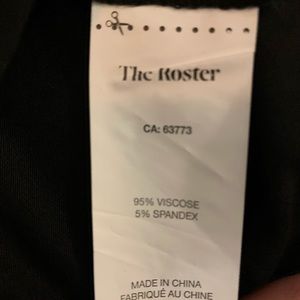 The Roster
CA: 63773
95% VISCOSE
5% SPANDEX
MADE IN CHINA
FABRIQUÉ AU CHINE